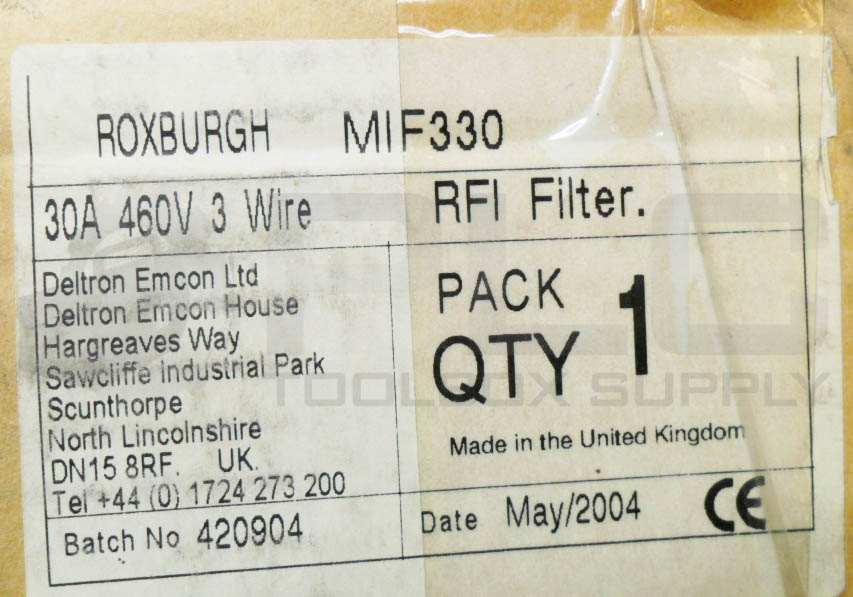 ROXBURGH MIF330
30A 460V 3 Wire RFI Filter.
Deltron Emcon Ltd
Deltron Emcon House
Hargreaves Way
Sawcliffe Industrial Park
Scunthorpe
North Lincolnshire
DN15 8RF. UK.
Tel +44 (0) 1724 273 200
PACK
QTY 1
Made in the United Kingdom
Batch No 420904
Date May/2004 CE
PLC
TOOLBOX SUPPLY